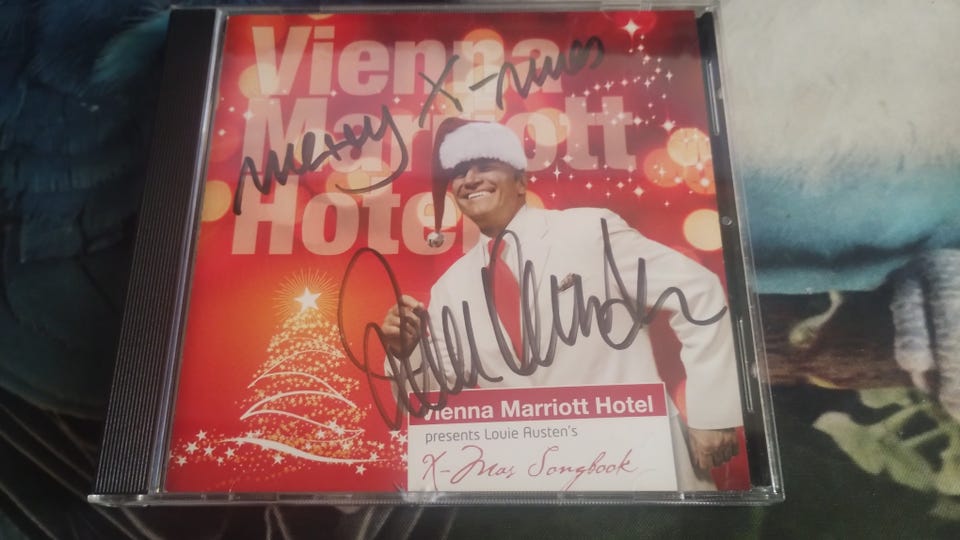 Vienna
Marriott
Hotel
Merry X-mas
Vienna Marriott Hotel
presents Louie Austen's
X-Mas Songbook